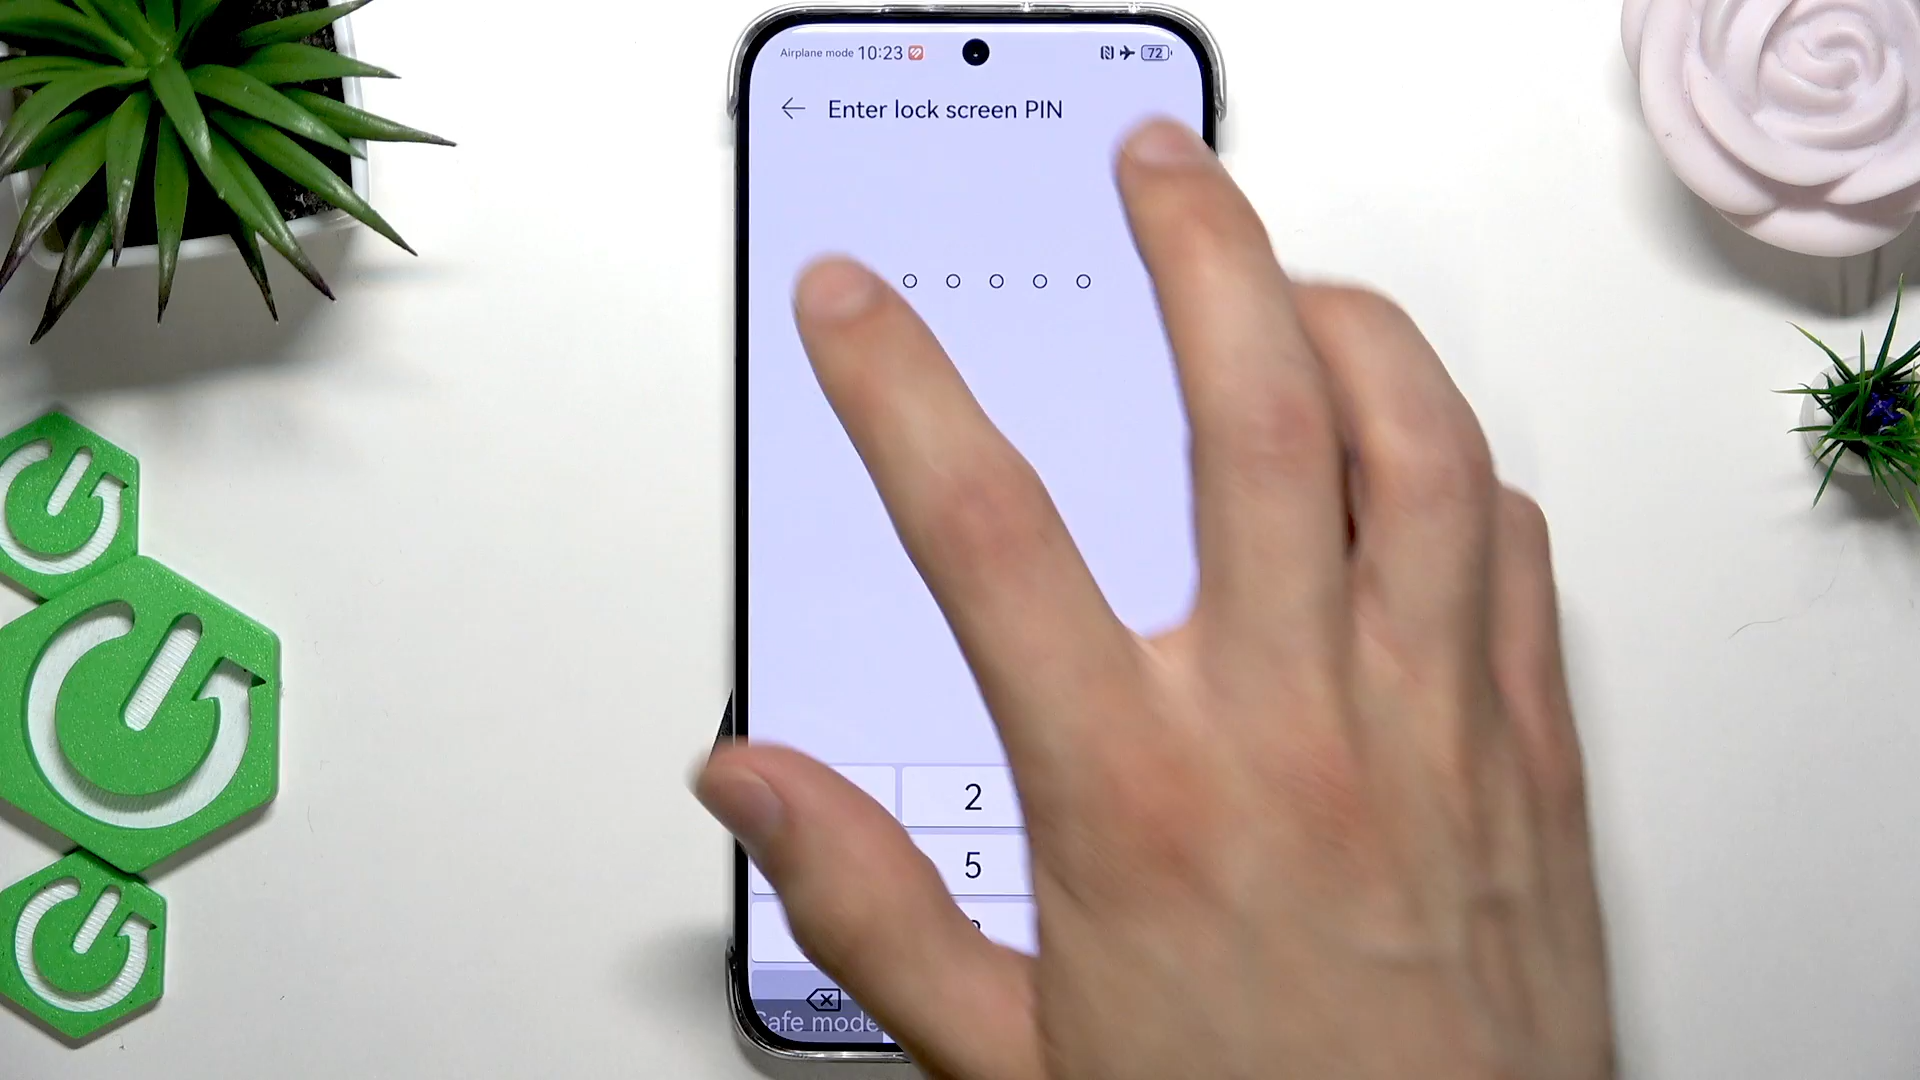 Airplane mode 10:23 72
Enter lock screen PIN
2
5
Safe mode